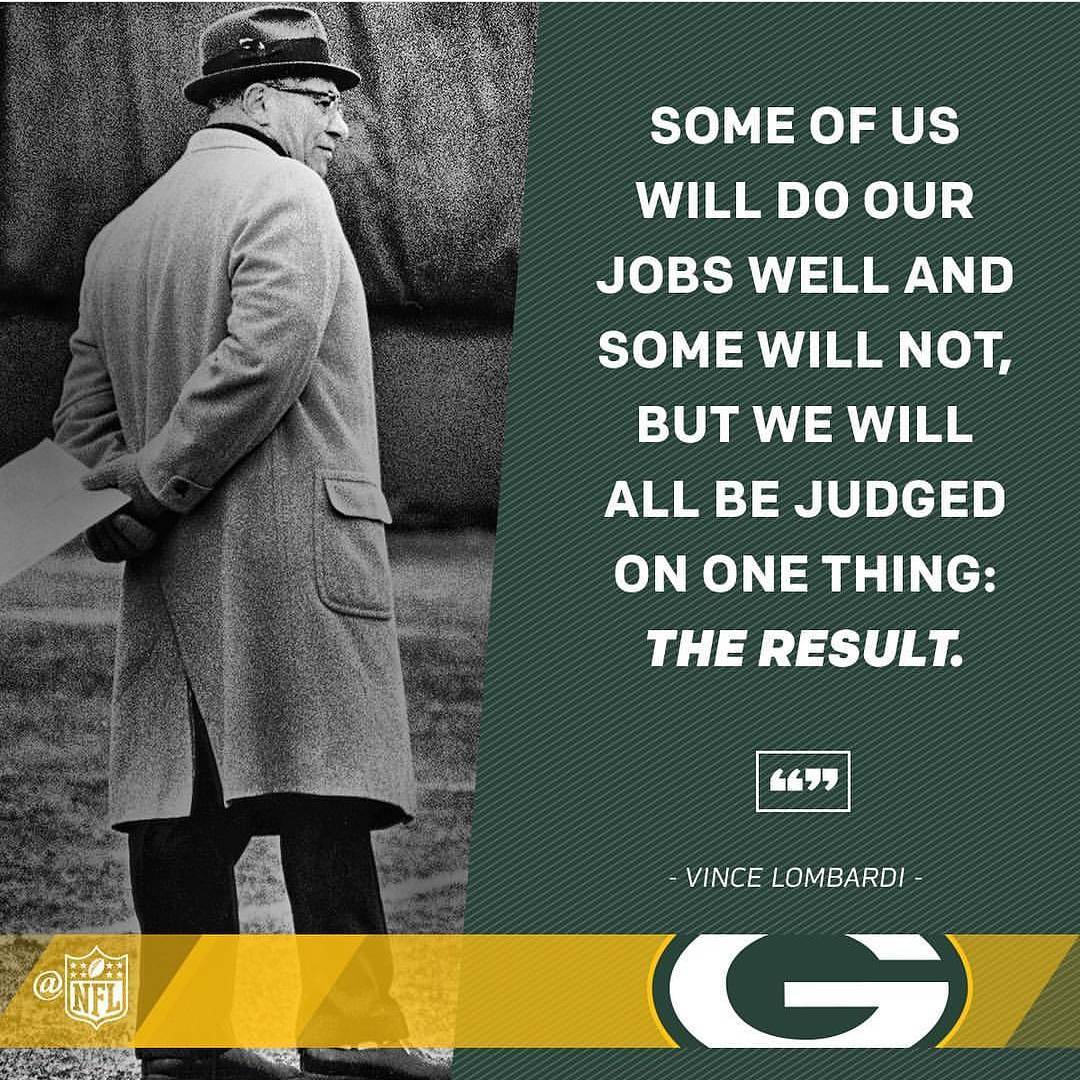 SOME OF US
WILL DO OUR
JOBS WELL AND
SOME WILL NOT,
BUT WE WILL
ALL BE JUDGED
ON ONE THING:
THE RESULT.
❝❞
- VINCE LOMBARDI -
@NFL
G